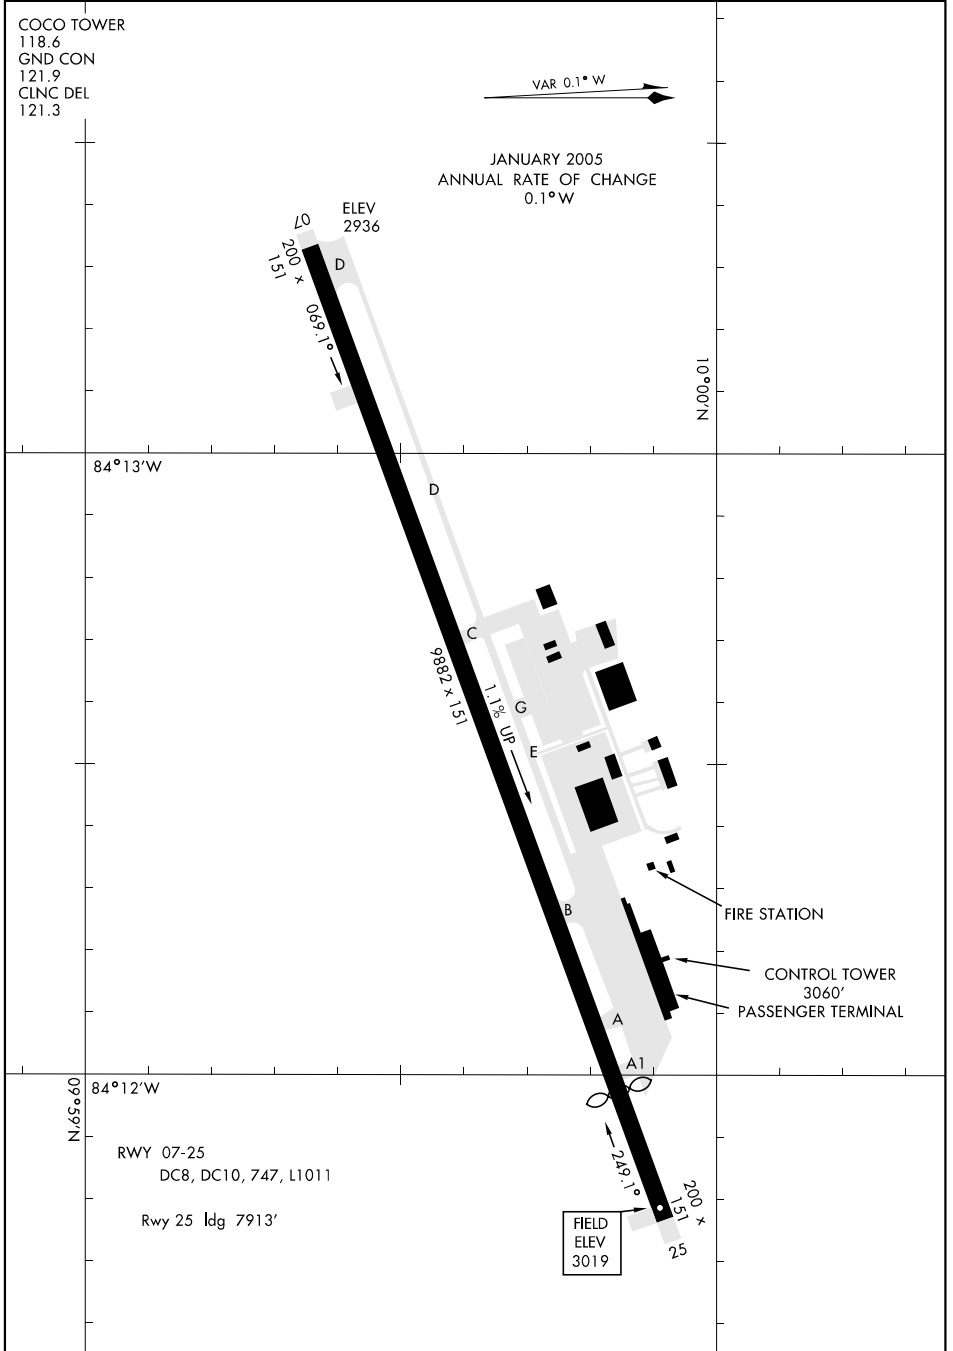 COCO TOWER
118.6
GND CON
121.9
CLNC DEL
121.3
VAR 0.1° W
JANUARY 2005
ANNUAL RATE OF CHANGE
0.1° W
07
ELEV
2936
200 x
151
D
069.1°
10°00'N
84°13'W
D
C
9882 x 151
1.1% UP
G
E
B
FIRE STATION
CONTROL TOWER
3060'
PASSENGER TERMINAL
A
A1
09°59'N
84°12'W
RWY 07-25
DC8, DC10, 747, L1011
Rwy 25 ldg 7913'
249.1°
200 x
151
FIELD
ELEV
3019
25